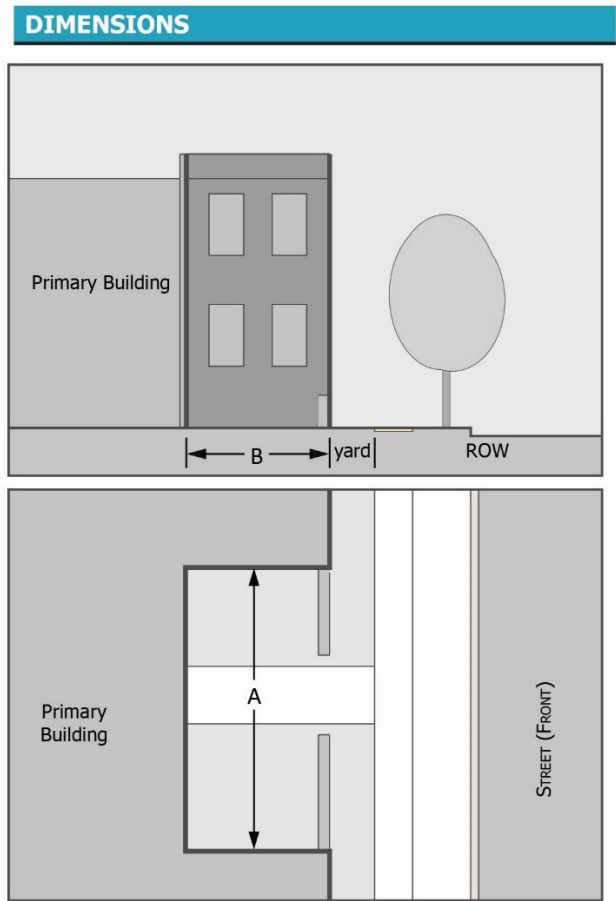 DIMENSIONS
Primary Building
B
yard
ROW
A
Primary
Building
STREET (FRONT)